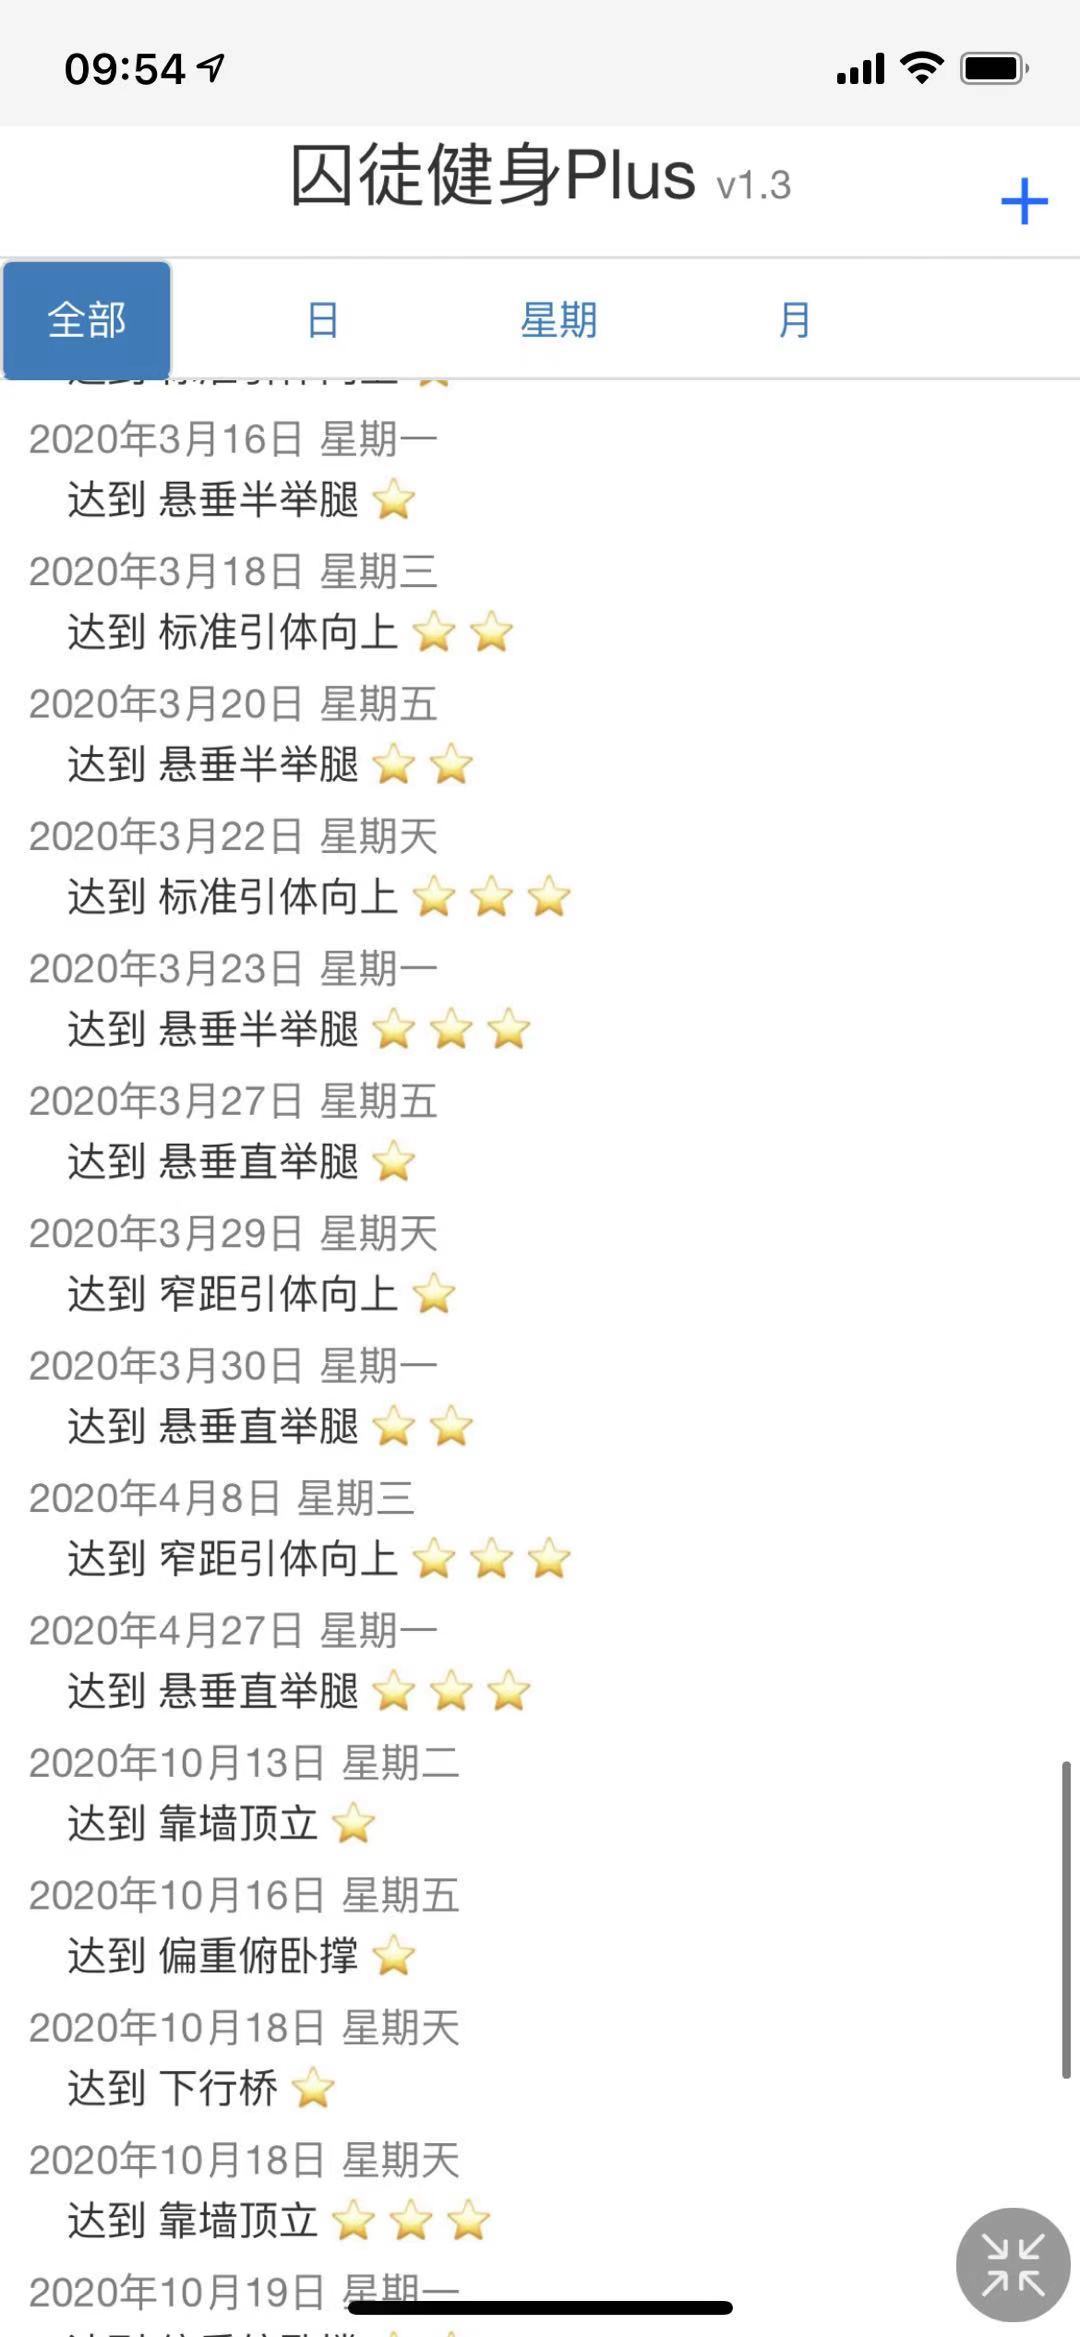 09:54
囚徒健身Plus v1.3
+
全部 日 星期 月
达到 标准引体向上 ⭐
2020年3月16日 星期一
达到 悬垂半举腿 ⭐
2020年3月18日 星期三
达到 标准引体向上 ⭐ ⭐
2020年3月20日 星期五
达到 悬垂半举腿 ⭐ ⭐
2020年3月22日 星期天
达到 标准引体向上 ⭐ ⭐ ⭐
2020年3月23日 星期一
达到 悬垂半举腿 ⭐ ⭐ ⭐
2020年3月27日 星期五
达到 悬垂直举腿 ⭐
2020年3月29日 星期天
达到 窄距引体向上 ⭐
2020年3月30日 星期一
达到 悬垂直举腿 ⭐ ⭐
2020年4月8日 星期三
达到 窄距引体向上 ⭐ ⭐ ⭐
2020年4月27日 星期一
达到 悬垂直举腿 ⭐ ⭐ ⭐
2020年10月13日 星期二
达到 靠墙顶立 ⭐
2020年10月16日 星期五
达到 偏重俯卧撑 ⭐
2020年10月18日 星期天
达到 下行桥 ⭐
2020年10月18日 星期天
达到 靠墙顶立 ⭐ ⭐ ⭐
2020年10月19日 星期一